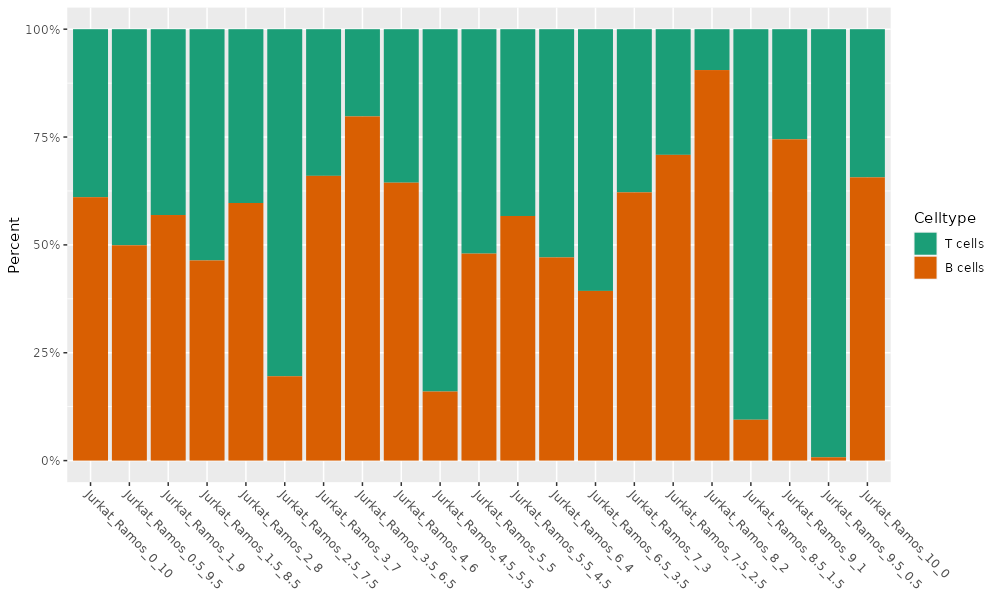 100%
75%
50%
25%
0%
Percent
Jurkat_Ramos_0_10
Jurkat_Ramos_0.5_9.5
Jurkat_Ramos_1_9
Jurkat_Ramos_1.5_8.5
Jurkat_Ramos_2_8
Jurkat_Ramos_2.5_7.5
Jurkat_Ramos_3_7
Jurkat_Ramos_3.5_6.5
Jurkat_Ramos_4_6
Jurkat_Ramos_4.5_5.5
Jurkat_Ramos_5_5
Jurkat_Ramos_5.5_4.5
Jurkat_Ramos_6_4
Jurkat_Ramos_6.5_3.5
Jurkat_Ramos_7_3
Jurkat_Ramos_7.5_2.5
Jurkat_Ramos_8_2
Jurkat_Ramos_8.5_1.5
Jurkat_Ramos_9_1
Jurkat_Ramos_9.5_0.5
Jurkat_Ramos_10_0
Celltype
T cells
B cells